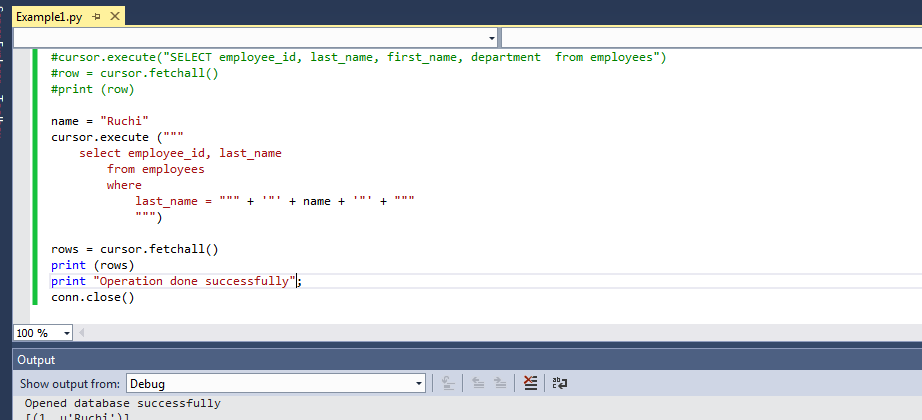 Example1.py
#cursor.execute("SELECT employee_id, last_name, first_name, department  from employees")
#row = cursor.fetchall()
#print (row)
name = "Ruchi"
cursor.execute ("""
    select employee_id, last_name
        from employees
        where
            last_name = """ + '"' + name + '"' + """
            """)
rows = cursor.fetchall()
print (rows)
print "Operation done successfully";
conn.close()
100 %
Output
Show output from: Debug
Opened database successfully
[(1, u'Ruchi')]